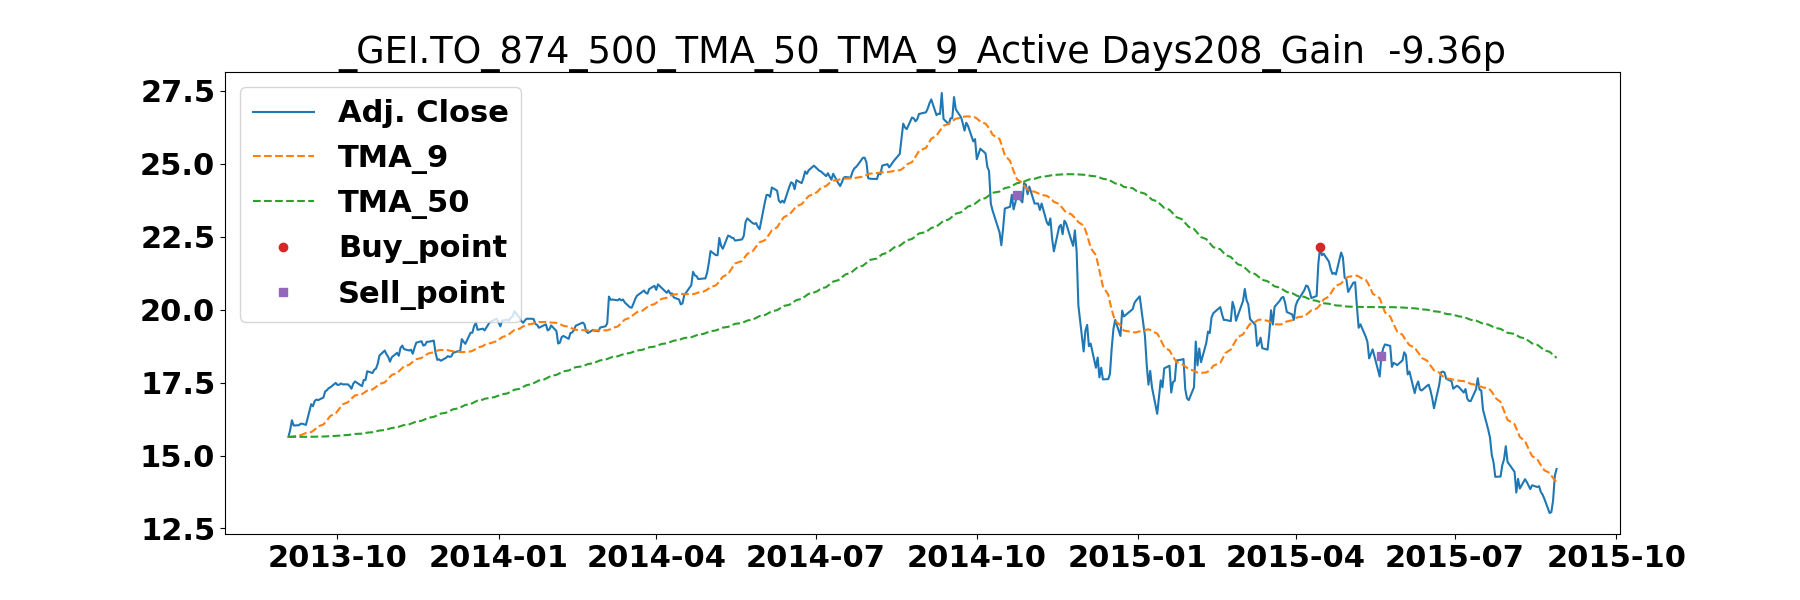 _GEI.TO_874_500_TMA_50_TMA_9_Active Days208_Gain  -9.36p
27.5
25.0
22.5
20.0
17.5
15.0
12.5
Adj. Close
TMA_9
TMA_50
Buy_point
Sell_point
2013-10 2014-01 2014-04 2014-07 2014-10 2015-01 2015-04 2015-07 2015-10